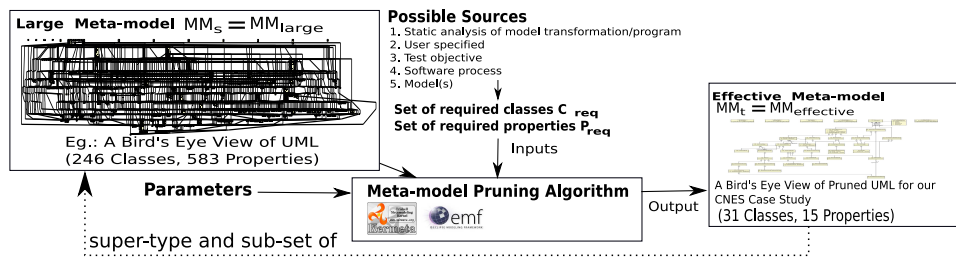 Large Meta-model MMs = MMlarge
Eg.: A Bird's Eye View of UML
(246 Classes, 583 Properties)
Possible Sources
1. Static analysis of model transformation/program
2. User specified
3. Test objective
4. Software process
5. Model(s)
Set of required classes C req
Set of required properties Preq
Inputs
Parameters
Meta-model Pruning Algorithm
Kermeta
emf
ECLIPSE MODELING FRAMEWORK
Output
Effective Meta-model
MMt = MMeffective
A Bird's Eye View of Pruned UML for our
CNES Case Study
(31 Classes, 15 Properties)
super-type and sub-set of